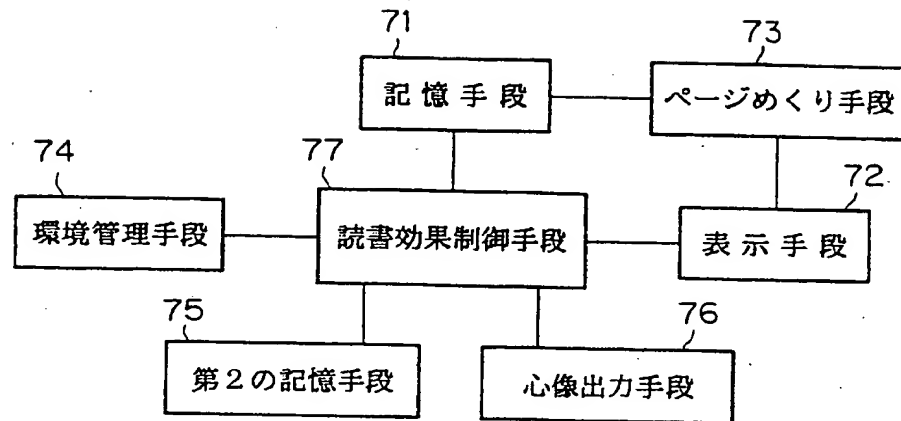 71
記憶手段
73
ページめくり手段
74
環境管理手段
77
読書効果制御手段
72
表示手段
75
第2の記憶手段
76
心像出力手段